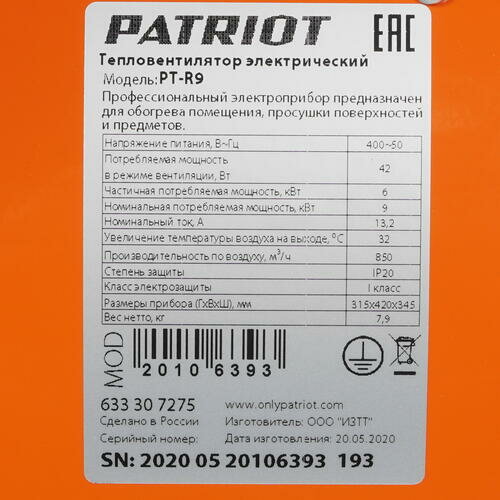 PATRIOT EAC
Тепловентилятор электрический
Модель: PT-R9
Профессиональный электроприбор предназначен
для обогрева помещения, просушки поверхностей
и предметов.
Напряжение питания, В~Гц 400~50
Потребляемая мощность
в режиме вентиляции, Вт 42
Частичная потребляемая мощность, кВт 6
Номинальная потребляемая мощность, кВт 9
Номинальный ток, А 13,2
Увеличение температуры воздуха на выходе, °С 32
Производительность по воздуху, м³/ч 850
Степень защиты IP20
Класс электрозащиты I класс
Размеры прибора (ГхВхШ), мм 315х420х345
Вес нетто, кг 7,9
MOD 2010 6393
633 30 7275 www.onlypatriot.com
Сделано в России Изготовитель: ООО "ИЗТТ"
Серийный номер: Дата изготовления: 20.05.2020
SN: 2020 05 20106393 193